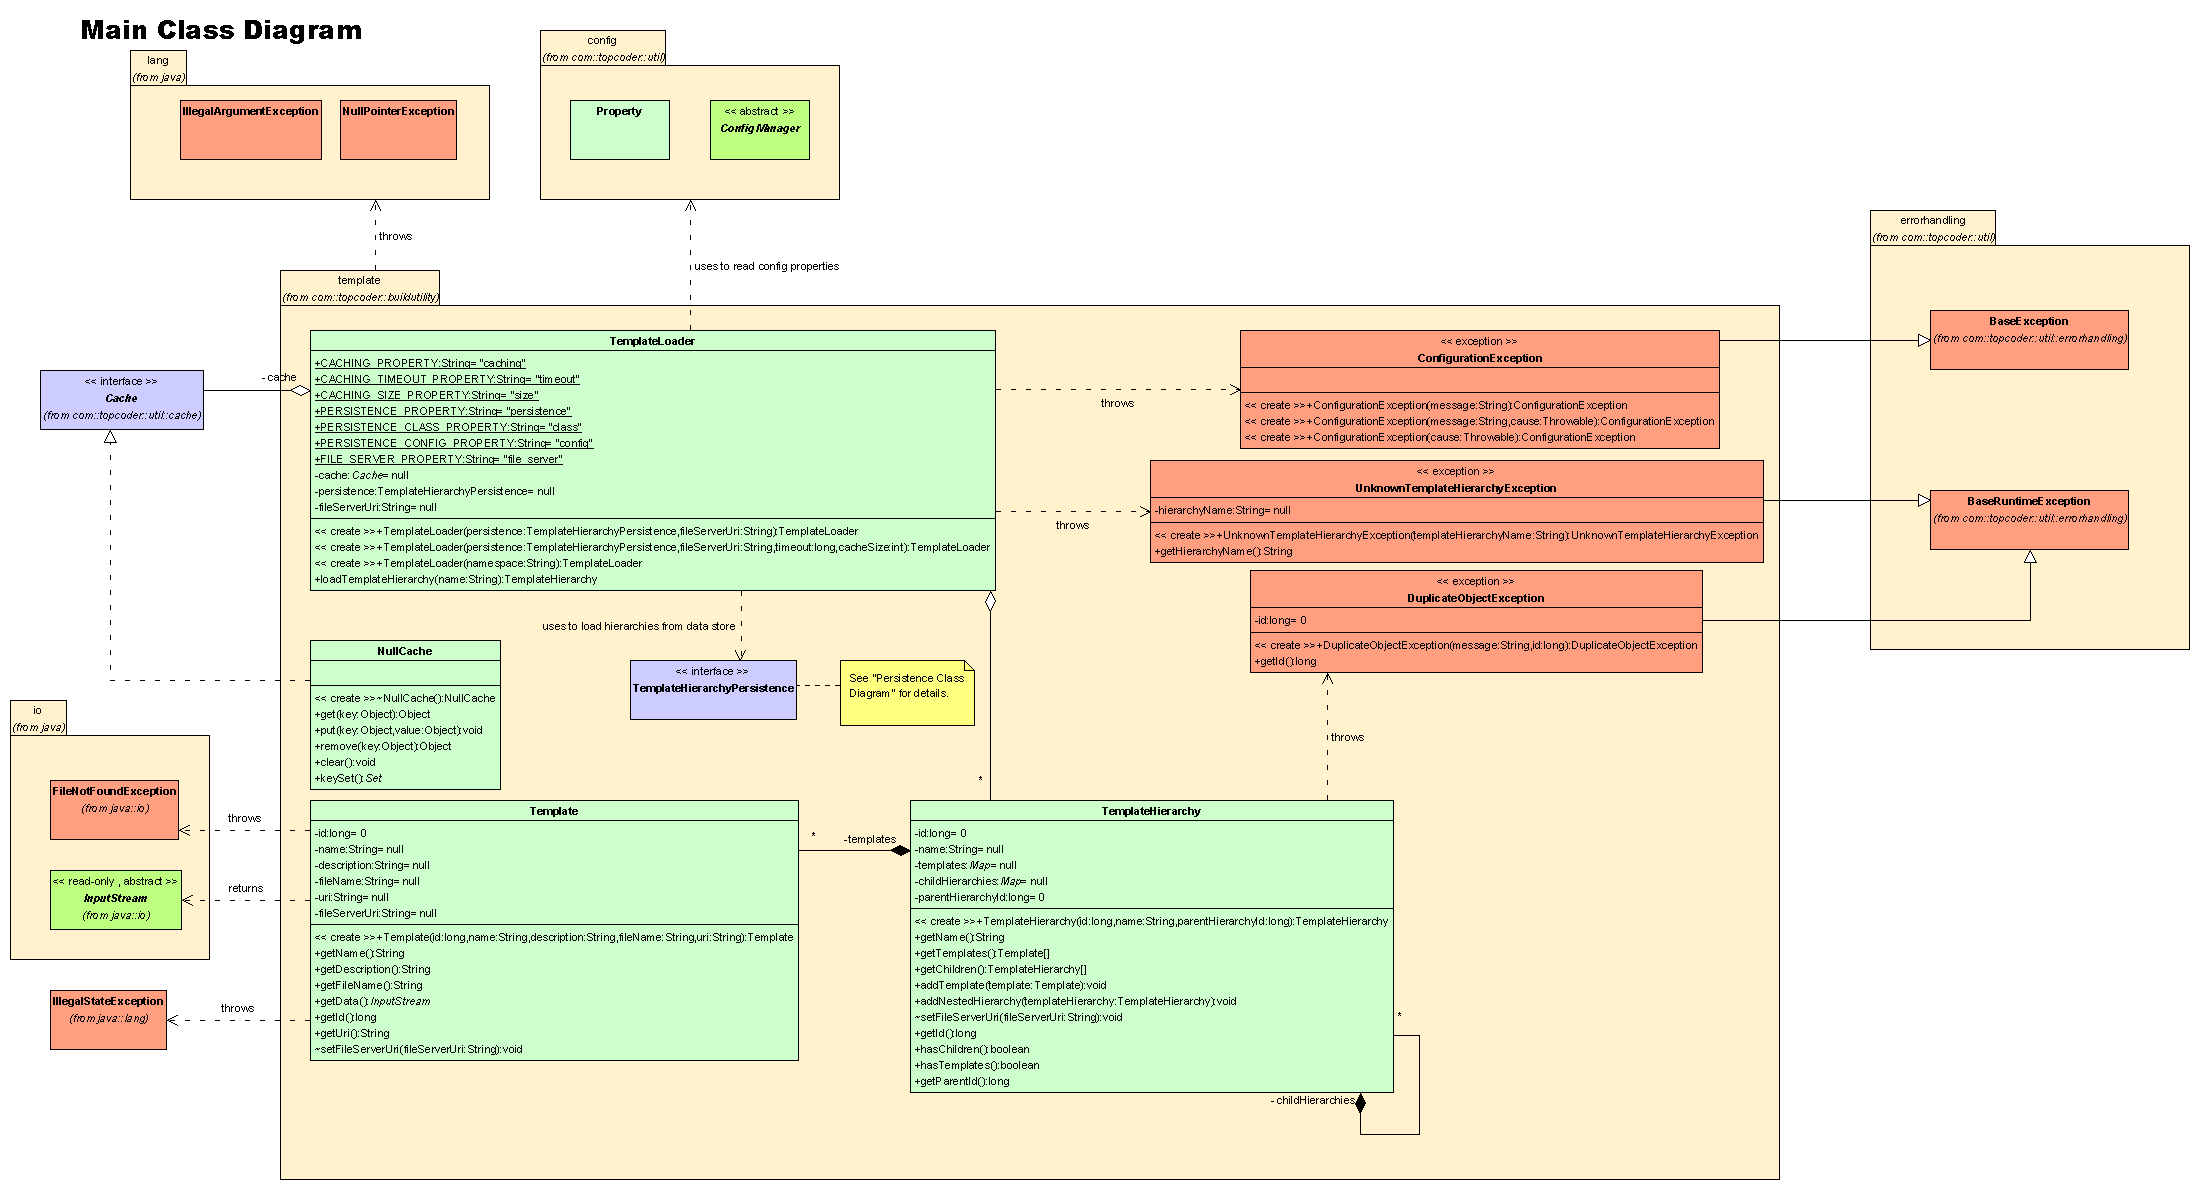 Main Class Diagram
lang
(from java)
IllegalArgumentException
NullPointerException
config
(from com::topcoder::util)
Property
<< abstract >>
ConfigManager
throws
uses to read config properties
errorhandling
(from com::topcoder::util)
BaseException
(from com::topcoder::util::errorhandling)
BaseRuntimeException
(from com::topcoder::util::errorhandling)
template
(from com::topcoder::buildutility)
<< interface >>
Cache
(from com::topcoder::util::cache)
- cache
TemplateLoader
+CACHING_PROPERTY:String= "caching"
+CACHING_TIMEOUT_PROPERTY:String= "timeout"
+CACHING_SIZE_PROPERTY:String= "size"
+PERSISTENCE_PROPERTY:String= "persistence"
+PERSISTENCE_CLASS_PROPERTY:String= "class"
+PERSISTENCE_CONFIG_PROPERTY:String= "config"
+FILE_SERVER_PROPERTY:String= "file_server"
-cache:Cache= null
-persistence:TemplateHierarchyPersistence= null
-fileServerUri:String= null
<< create >>+TemplateLoader(persistence:TemplateHierarchyPersistence,fileServerUri:String):TemplateLoader
<< create >>+TemplateLoader(persistence:TemplateHierarchyPersistence,fileServerUri:String,timeout:long,cacheSize:int):TemplateLoader
<< create >>+TemplateLoader(namespace:String):TemplateLoader
+loadTemplateHierarchy(name:String):TemplateHierarchy
throws
throws
<< exception >>
ConfigurationException
<< create >>+ConfigurationException(message:String):ConfigurationException
<< create >>+ConfigurationException(message:String,cause:Throwable):ConfigurationException
<< create >>+ConfigurationException(cause:Throwable):ConfigurationException
<< exception >>
UnknownTemplateHierarchyException
-hierarchyName:String= null
<< create >>+UnknownTemplateHierarchyException(templateHierarchyName:String):UnknownTemplateHierarchyException
+getHierarchyName():String
<< exception >>
DuplicateObjectException
-id:long= 0
<< create >>+DuplicateObjectException(message:String,id:long):DuplicateObjectException
+getId():long
uses to load hierarchies from data store
NullCache
<< create >>~NullCache():NullCache
+get(key:Object):Object
+put(key:Object,value:Object):void
+remove(key:Object):Object
+clear():void
+keySet():Set
<< interface >>
TemplateHierarchyPersistence
See "Persistence Class
Diagram" for details.
*
throws
io
(from java)
FileNotFoundException
(from java::io)
<< read-only , abstract >>
InputStream
(from java::io)
IllegalStateException
(from java::lang)
throws
returns
throws
Template
-id:long= 0
-name:String= null
-description:String= null
-fileName:String= null
-uri:String= null
-fileServerUri:String= null
<< create >>+Template(id:long,name:String,description:String,fileName:String,uri:String):Template
+getName():String
+getDescription():String
+getFileName():String
+getData():InputStream
+getId():long
+getUri():String
~setFileServerUri(fileServerUri:String):void
*
-templates
TemplateHierarchy
-id:long= 0
-name:String= null
-templates:Map= null
-childHierarchies:Map= null
-parentHierarchyId:long= 0
<< create >>+TemplateHierarchy(id:long,name:String,parentHierarchyId:long):TemplateHierarchy
+getName():String
+getTemplates():Template[]
+getChildren():TemplateHierarchy[]
+addTemplate(template:Template):void
+addNestedHierarchy(templateHierarchy:TemplateHierarchy):void
~setFileServerUri(fileServerUri:String):void
+getId():long
+hasChildren():boolean
+hasTemplates():boolean
+getParentId():long
*
- childHierarchies